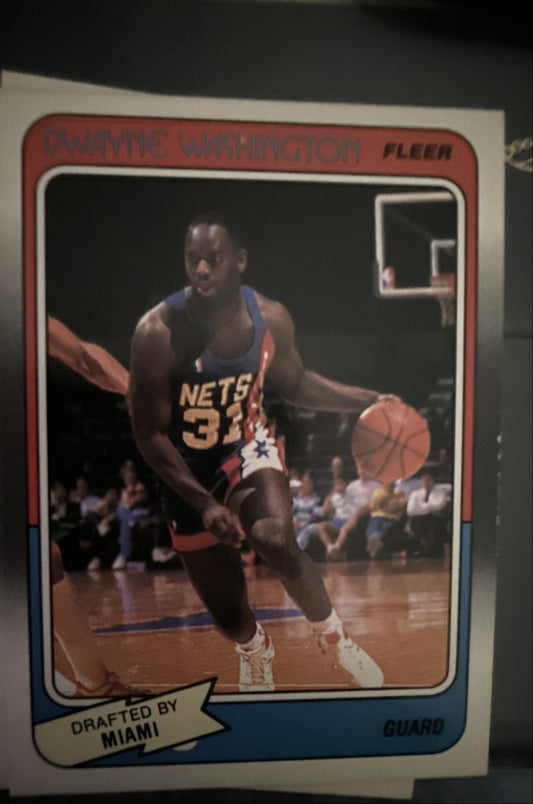 DWAYNE WASHINGTON FLEER
NETS
31
DRAFTED BY
MIAMI
GUARD